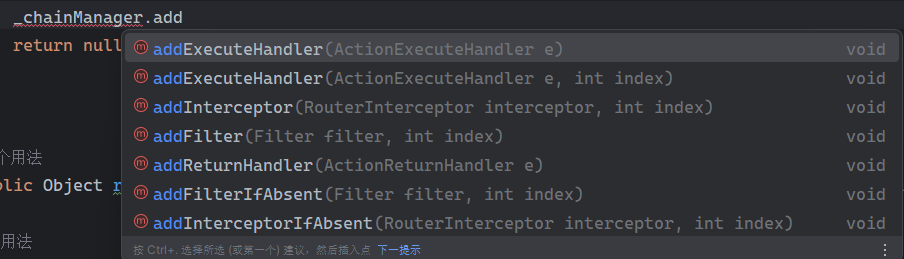 _chainManager.add
return null
addExecuteHandler(ActionExecuteHandler e) void
addExecuteHandler(ActionExecuteHandler e, int index) void
addInterceptor(RouterInterceptor interceptor, int index) void
addFilter(Filter filter, int index) void
addReturnHandler(ActionReturnHandler e) void
addFilterIfAbsent(Filter filter, int index) void
addInterceptorIfAbsent(RouterInterceptor interceptor, int index) void
个用法
blic Object
用法
按 Ctrl+. 选择所选 (或第一个) 建议，然后插入点 下一提示